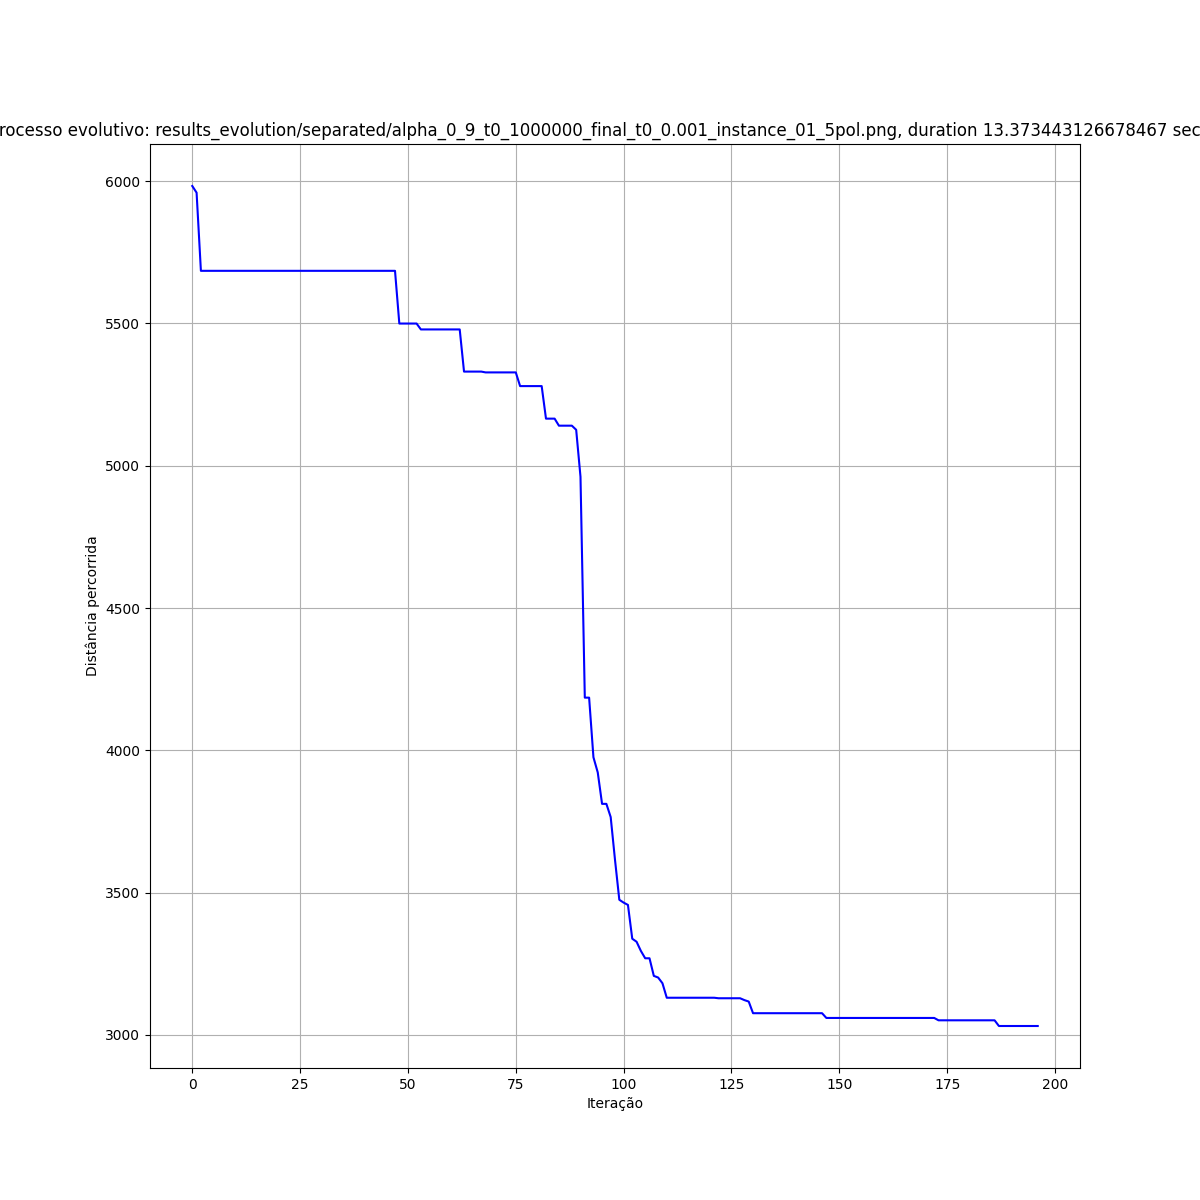 rocesso evolutivo: results_evolution/separated/alpha_0_9_t0_1000000_final_t0_0.001_instance_01_5pol.png, duration 13.373443126678467 sec
6000
5500
5000
4500
4000
3500
3000
Distância percorrida
0 25 50 75 100 125 150 175 200
Iteração